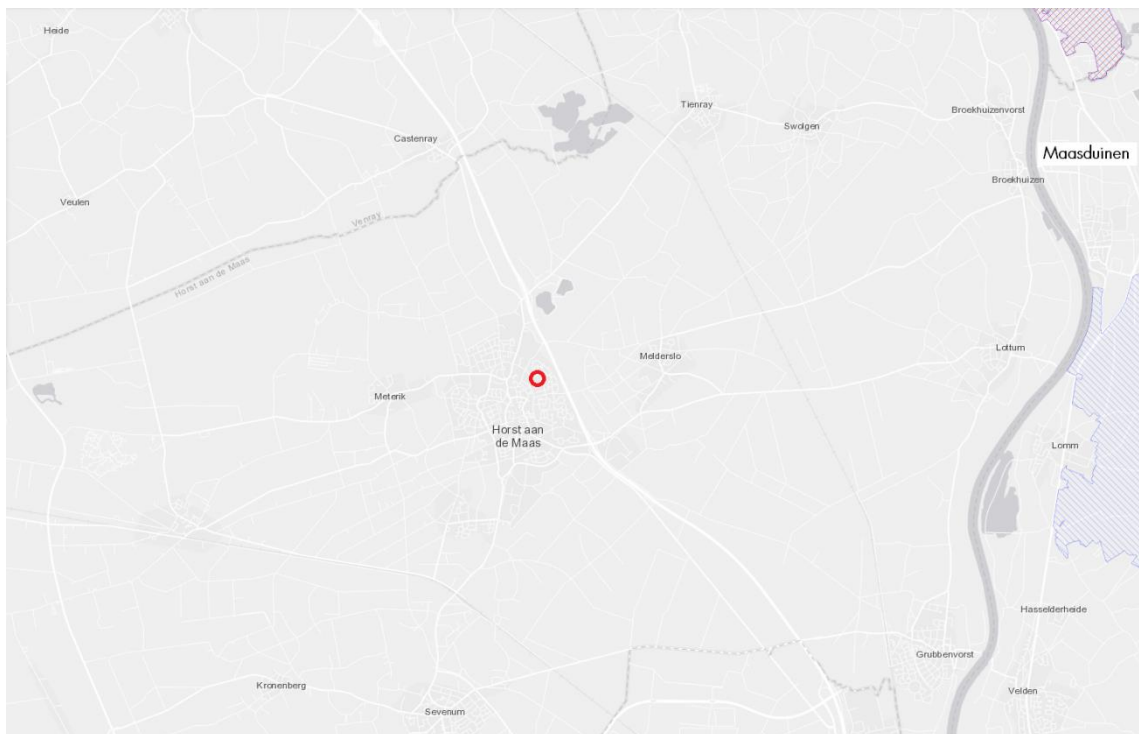 Heide
Tienray
Broekhuizenvorst
Swolgen
Castenray
Maasduinen
Broekhuizen
Veulen
Venray
Horst aan de Maas
Lottum
Melderslo
Meterik
Horst aan
de Maas
Lomm
Hasselderheide
Grubbenvorst
Kronenberg
Velden
Sevenum